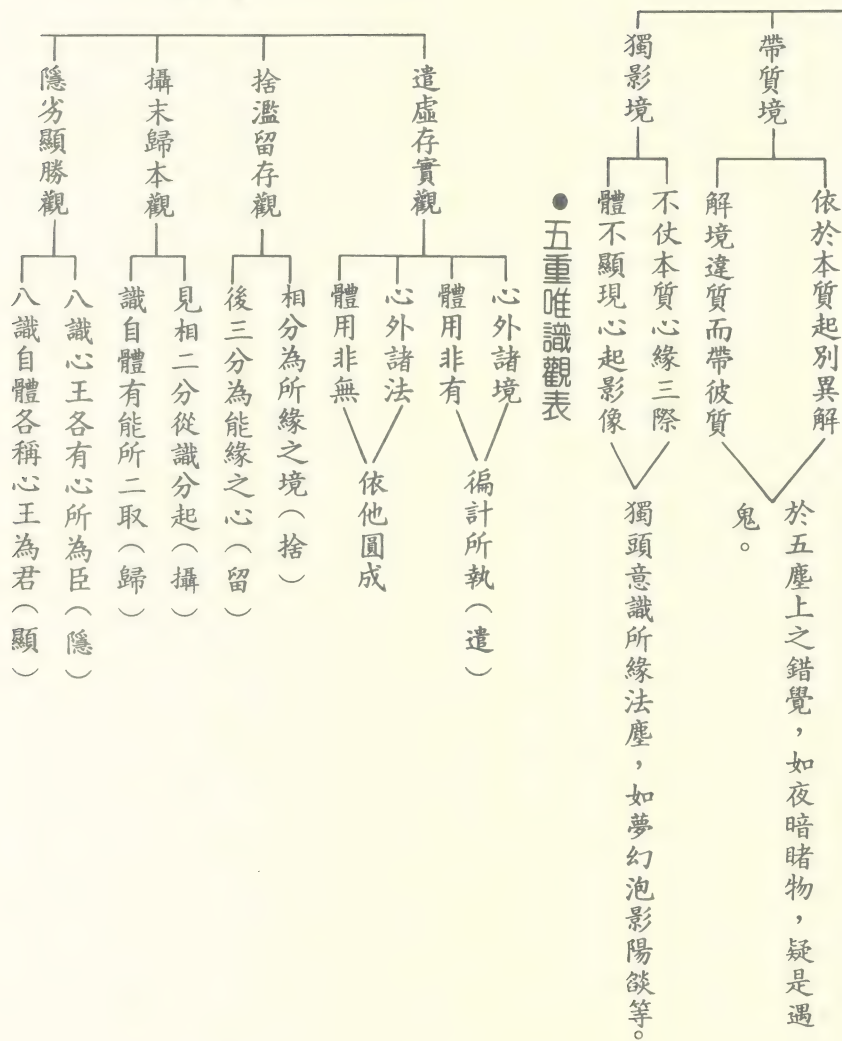 帶質境
依於本質起別異解
解境違質而帶彼質
於五塵上之錯覺，如夜暗睹物，疑是遇
鬼。
獨影境
不仗本質心緣三際
體不顯現心起影像
獨頭意識所緣法塵，如夢幻泡影陽燄等。
●五重唯識觀表
遣虛存實觀
心外諸境
體用非有
徧計所執（遣）
心外諸法
體用非無
依他圓成
捨濫留存觀
相分為所緣之境（捨）
後三分為能緣之心（留）
攝末歸本觀
見相二分從識分起（攝）
識自體有能所二取（歸）
隱劣顯勝觀
八識心王各有心所為臣（隱）
八識自體各稱心王為君（顯）